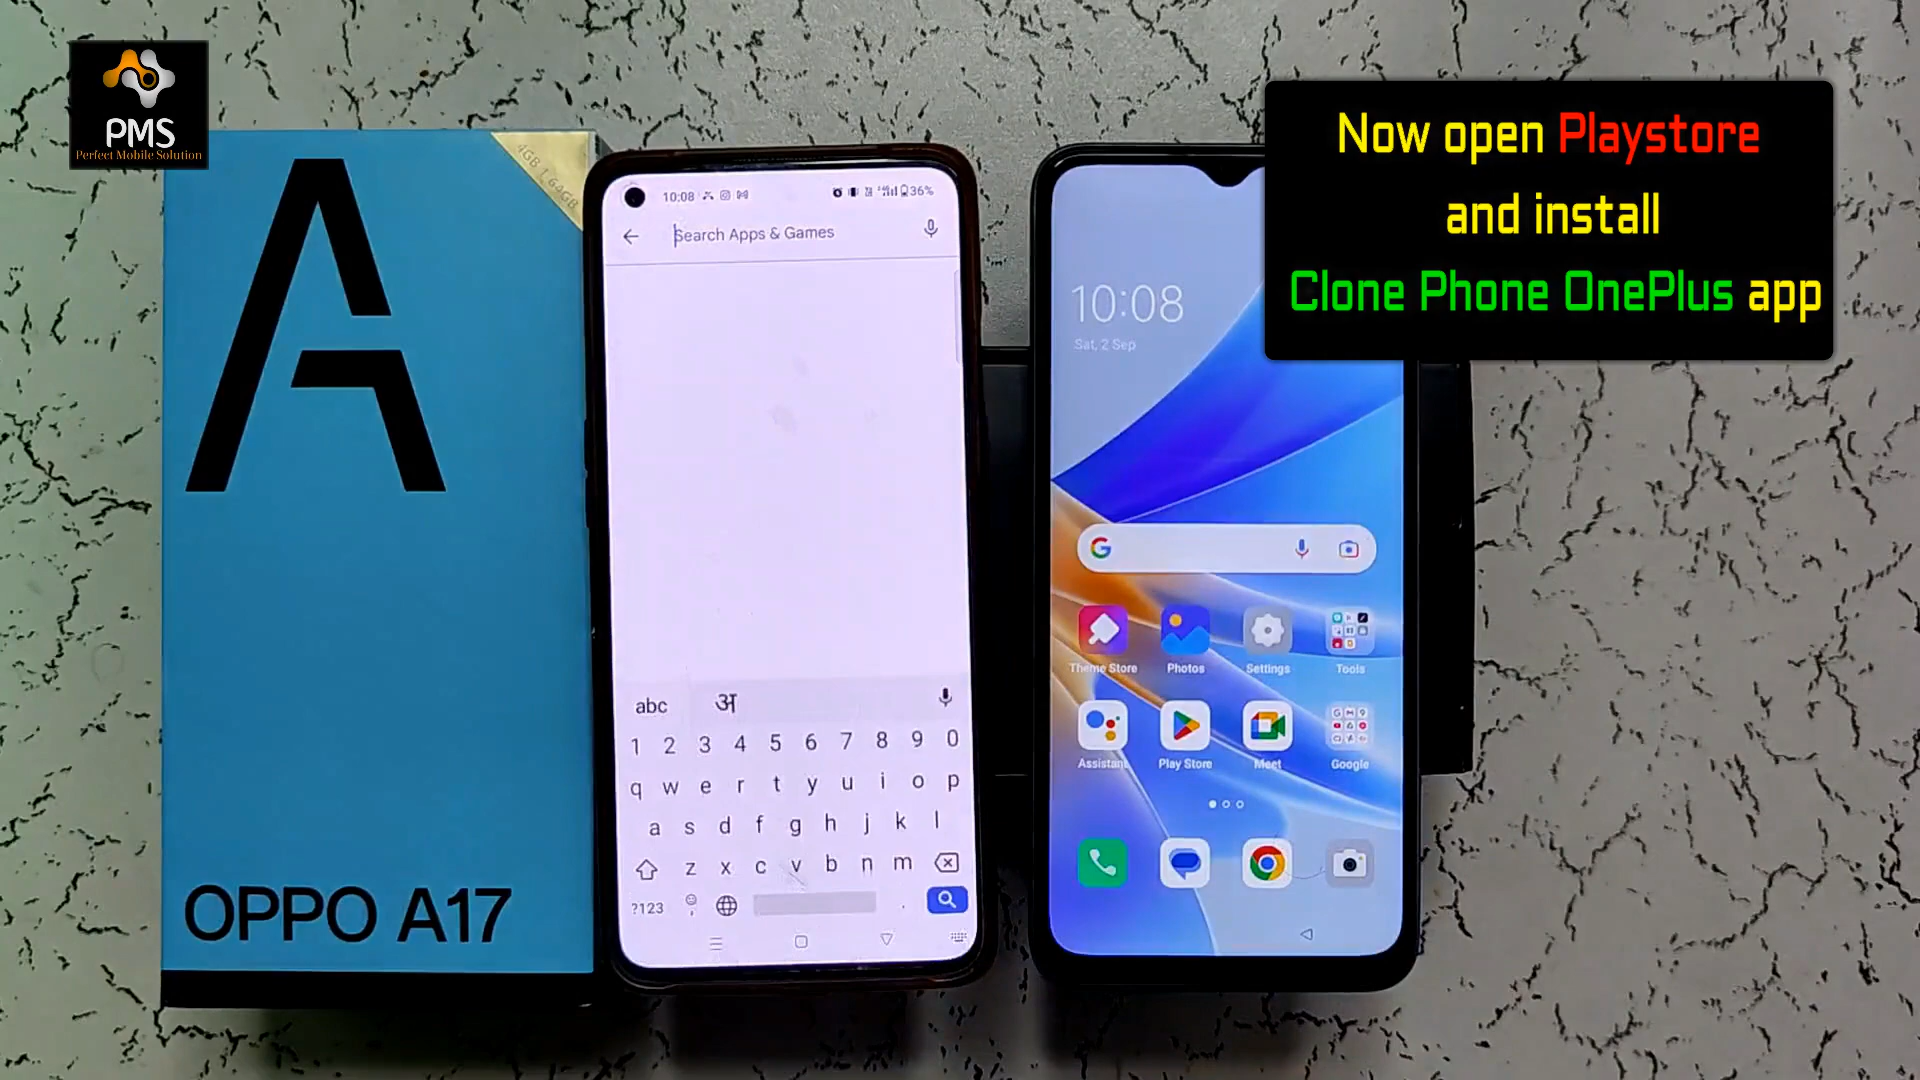 PMS
Perfect Mobile Solution
4GB | 64GB
A
OPPO A17
10:08
36%
Search Apps & Games
abc
अ
1 2 3 4 5 6 7 8 9 0
q w e r t y u i o p
a s d f g h j k l
z x c v b n m
?123
.
10:08
Sat, 2 Sep
Theme Store Photos Settings Tools
Assistant Play Store Meet Google
Now open Playstore
and install
Clone Phone OnePlus app